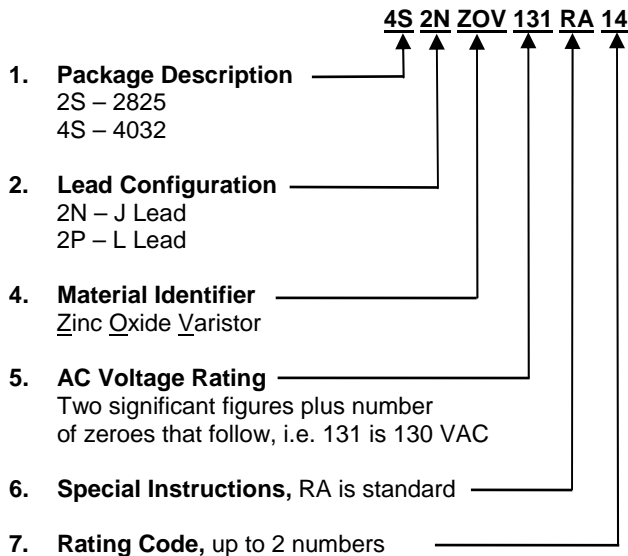 4S 2N ZOV 131 RA 14
1. Package Description
2S – 2825
4S – 4032
2. Lead Configuration
2N – J Lead
2P – L Lead
4. Material Identifier
Zinc Oxide Varistor
5. AC Voltage Rating
Two significant figures plus number
of zeroes that follow, i.e. 131 is 130 VAC
6. Special Instructions, RA is standard
7. Rating Code, up to 2 numbers